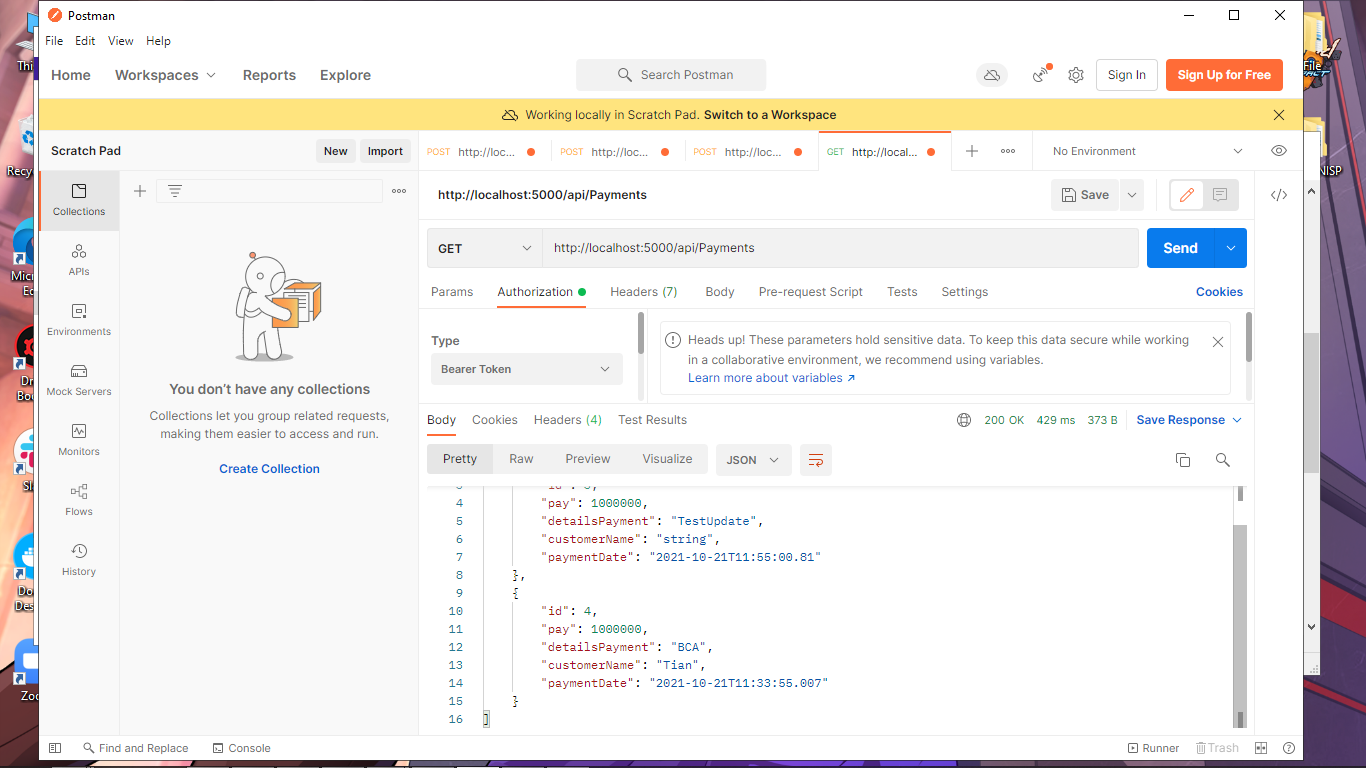 Postman
File Edit View Help
Home Workspaces Reports Explore Search Postman Sign In Sign Up for Free
Working locally in Scratch Pad. Switch to a Workspace
Scratch Pad New Import
POST http://loc... POST http://loc... POST http://loc... GET http://local... No Environment
http://localhost:5000/api/Payments Save
GET http://localhost:5000/api/Payments Send
Params Authorization Headers (7) Body Pre-request Script Tests Settings Cookies
Type
Bearer Token
Heads up! These parameters hold sensitive data. To keep this data secure while working
in a collaborative environment, we recommend using variables.
Learn more about variables
Body Cookies Headers (4) Test Results 200 OK 429 ms 373 B Save Response
Pretty Raw Preview Visualize JSON
4 "pay": 1000000,
5 "detailsPayment": "TestUpdate",
6 "customerName": "string",
7 "paymentDate": "2021-10-21T11:55:00.81"
8 },
9 {
10 "id": 4,
11 "pay": 1000000,
12 "detailsPayment": "BCA",
13 "customerName": "Tian",
14 "paymentDate": "2021-10-21T11:33:55.007"
15 }
16 ]
Collections
APIs
Environments
Mock Servers
Monitors
Flows
History
You don't have any collections
Collections let you group related requests,
making them easier to access and run.
Create Collection
Find and Replace Console Runner Trash
File
NISP